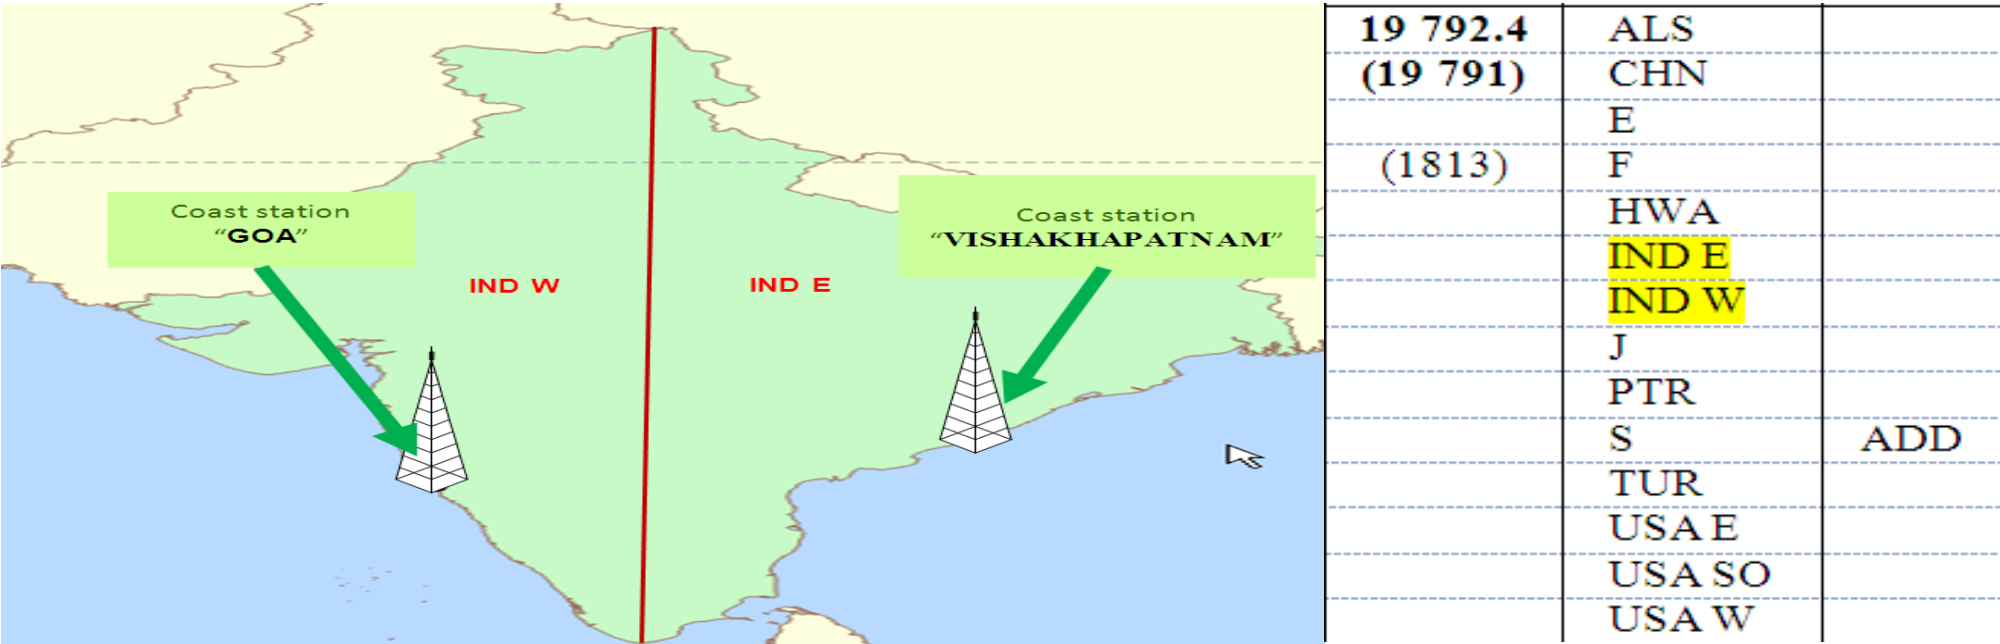 Coast station
“GOA”
Coast station
“VISHAKHAPATNAM”
IND W
IND E
19 792.4 ALS
(19 791) CHN
E
(1813) F
HWA
IND E
IND W
J
PTR
S ADD
TUR
USA E
USA SO
USA W